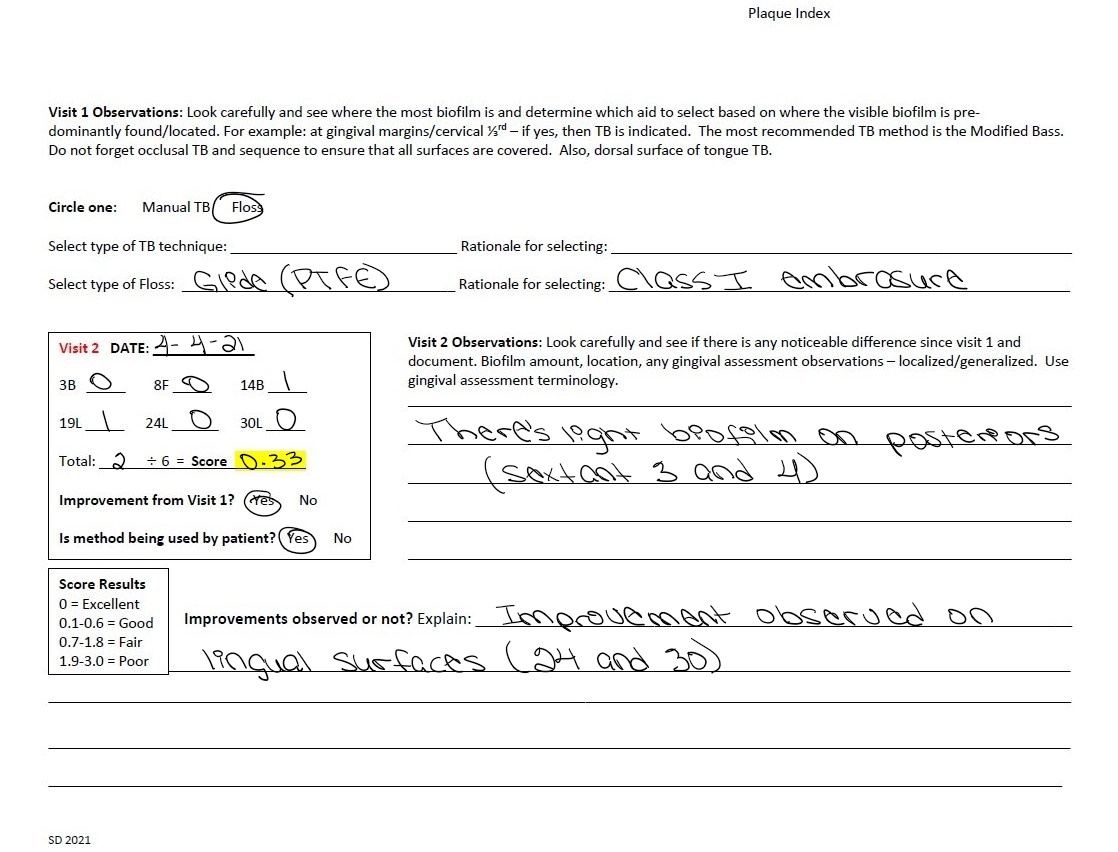 Plaque Index
Visit 1 Observations: Look carefully and see where the most biofilm is and determine which aid to select based on where the visible biofilm is pre-
dominantly found/located. For example: at gingival margins/cervical ⅓rd – if yes, then TB is indicated. The most recommended TB method is the Modified Bass.
Do not forget occlusal TB and sequence to ensure that all surfaces are covered. Also, dorsal surface of tongue TB.
Circle one: Manual TB Floss
Select type of TB technique: Rationale for selecting:
Select type of Floss: Glide (PTFE) Rationale for selecting: Class I embrasure
Visit 2 DATE: 4-4-21
3B 0 8F 0 14B 1
19L 1 24L 0 30L 0
Total: 2 ÷ 6 = Score 0.33
Improvement from Visit 1? Yes No
Is method being used by patient? Yes No
Visit 2 Observations: Look carefully and see if there is any noticeable difference since visit 1 and
document. Biofilm amount, location, any gingival assessment observations – localized/generalized. Use
gingival assessment terminology.
There's light biofilm on posteriors
(sextant 3 and 4)
Score Results
0 = Excellent
0.1-0.6 = Good
0.7-1.8 = Fair
1.9-3.0 = Poor
Improvements observed or not? Explain: Improvement observed on
lingual surfaces (24 and 30)
SD 2021